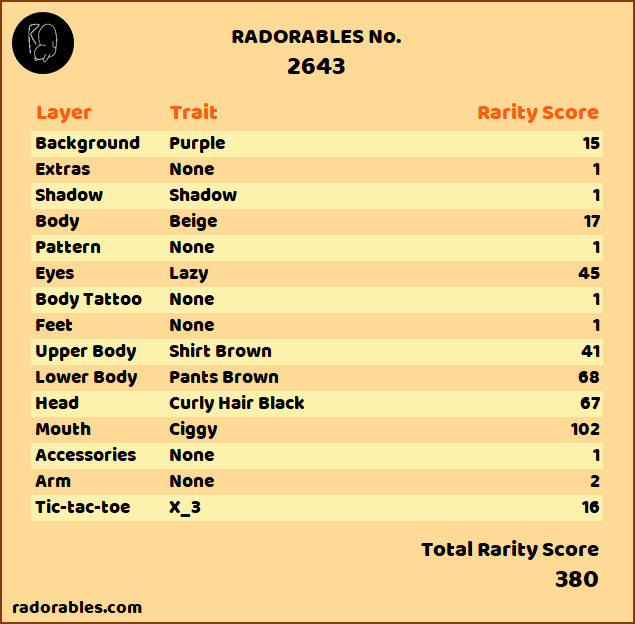 RADORABLES No.
2643
Layer Trait Rarity Score
Background Purple 15
Extras None 1
Shadow Shadow 1
Body Beige 17
Pattern None 1
Eyes Lazy 45
Body Tattoo None 1
Feet None 1
Upper Body Shirt Brown 41
Lower Body Pants Brown 68
Head Curly Hair Black 67
Mouth Ciggy 102
Accessories None 1
Arm None 2
Tic-tac-toe X_3 16
Total Rarity Score
380
radorables.com